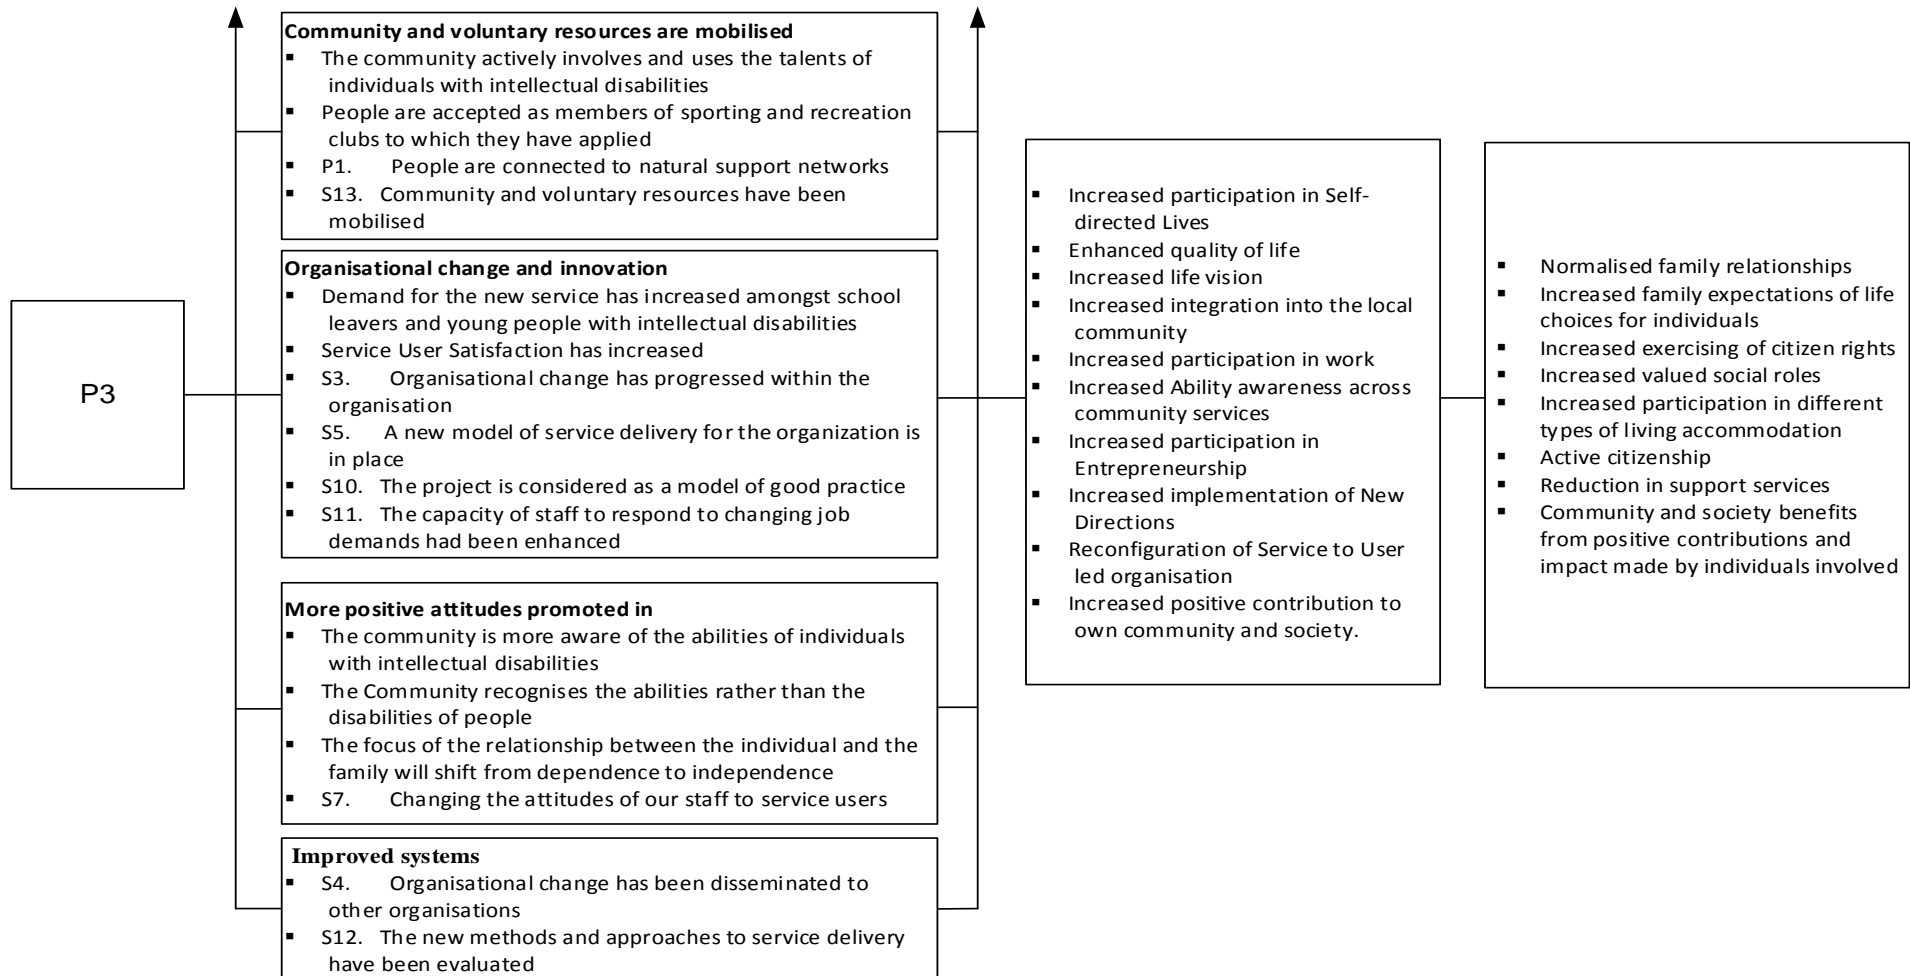 P3
Community and voluntary resources are mobilised
▪ The community actively involves and uses the talents of
individuals with intellectual disabilities
▪ People are accepted as members of sporting and recreation
clubs to which they have applied
▪ P1. People are connected to natural support networks
▪ S13. Community and voluntary resources have been
mobilised
Organisational change and innovation
▪ Demand for the new service has increased amongst school
leavers and young people with intellectual disabilities
▪ Service User Satisfaction has increased
▪ S3. Organisational change has progressed within the
organisation
▪ S5. A new model of service delivery for the organization is
in place
▪ S10. The project is considered as a model of good practice
▪ S11. The capacity of staff to respond to changing job
demands had been enhanced
More positive attitudes promoted in
▪ The community is more aware of the abilities of individuals
with intellectual disabilities
▪ The Community recognises the abilities rather than the
disabilities of people
▪ The focus of the relationship between the individual and the
family will shift from dependence to independence
▪ S7. Changing the attitudes of our staff to service users
Improved systems
▪ S4. Organisational change has been disseminated to
other organisations
▪ S12. The new methods and approaches to service delivery
have been evaluated
▪ Increased participation in Self-
directed Lives
▪ Enhanced quality of life
▪ Increased life vision
▪ Increased integration into the local
community
▪ Increased participation in work
▪ Increased Ability awareness across
community services
▪ Increased participation in
Entrepreneurship
▪ Increased implementation of New
Directions
▪ Reconfiguration of Service to User
led organisation
▪ Increased positive contribution to
own community and society.
▪ Normalised family relationships
▪ Increased family expectations of life
choices for individuals
▪ Increased exercising of citizen rights
▪ Increased valued social roles
▪ Increased participation in different
types of living accommodation
▪ Active citizenship
▪ Reduction in support services
▪ Community and society benefits
from positive contributions and
impact made by individuals involved